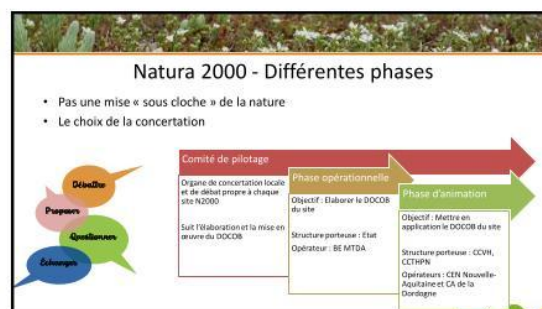 Natura 2000 - Différentes phases
• Pas une mise « sous cloche » de la nature
• Le choix de la concertation
Débattre
Proposer
Questionner
Echanger
Comité de pilotage
Organe de concertation locale
et de débat propre à chaque
site N2000
Suit l'élaboration et la mise en
œuvre du DOCOB
Phase opérationnelle
Objectif : Elaborer le DOCOB
du site
Structure porteuse : Etat
Opérateur : BE MTDA
Phase d'animation
Objectif : Mettre en
application le DOCOB du site
Structure porteuse : CCVH,
CCTHPN
Opérateurs : CEN Nouvelle-
Aquitaine et CA de la
Dordogne